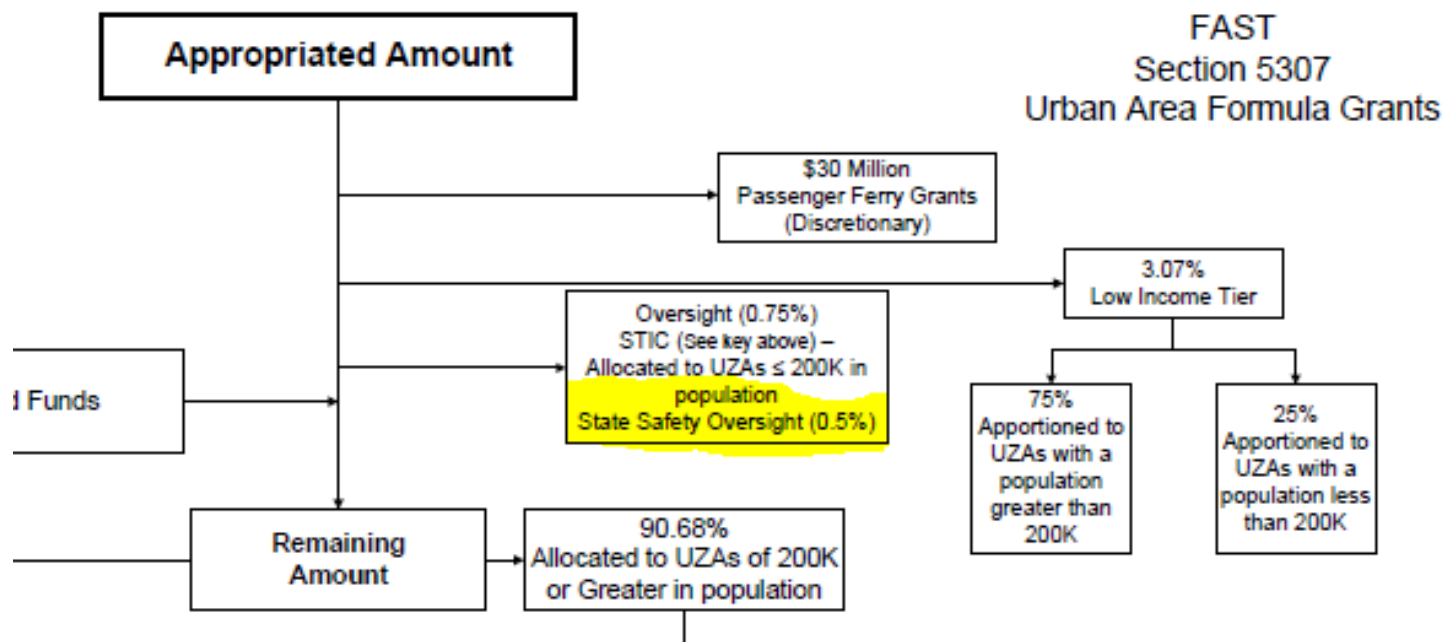 Appropriated Amount
FAST
Section 5307
Urban Area Formula Grants
$30 Million
Passenger Ferry Grants
(Discretionary)
3.07%
Low Income Tier
Oversight (0.75%)
STIC (See key above) –
Allocated to UZAs ≤ 200K in
population
State Safety Oversight (0.5%)
d Funds
75%
Apportioned to
UZAs with a
population
greater than
200K
25%
Apportioned to
UZAs with a
population less
than 200K
Remaining
Amount
90.68%
Allocated to UZAs of 200K
or Greater in population